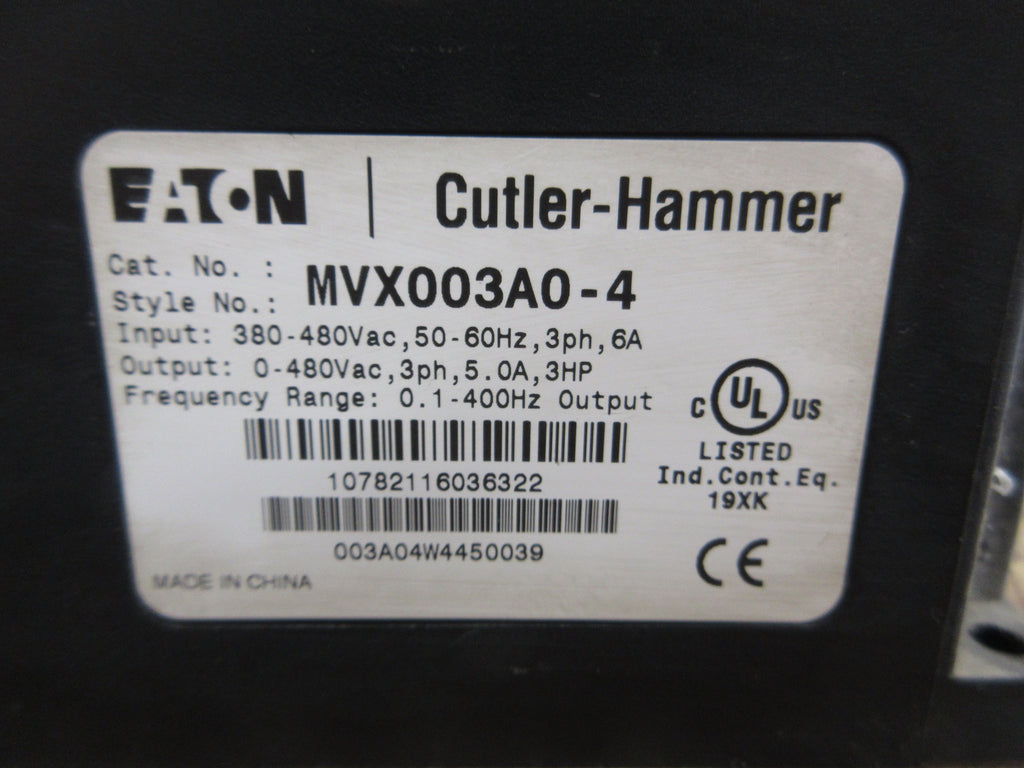 EATON | Cutler-Hammer
Cat. No. :
Style No.: MVX003A0-4
Input: 380-480Vac,50-60Hz,3ph,6A
Output: 0-480Vac,3ph,5.0A,3HP
Frequency Range: 0.1-400Hz Output
C UL US
LISTED
Ind.Cont.Eq.
19XK
10782116036322
003A04W4450039
CE
MADE IN CHINA